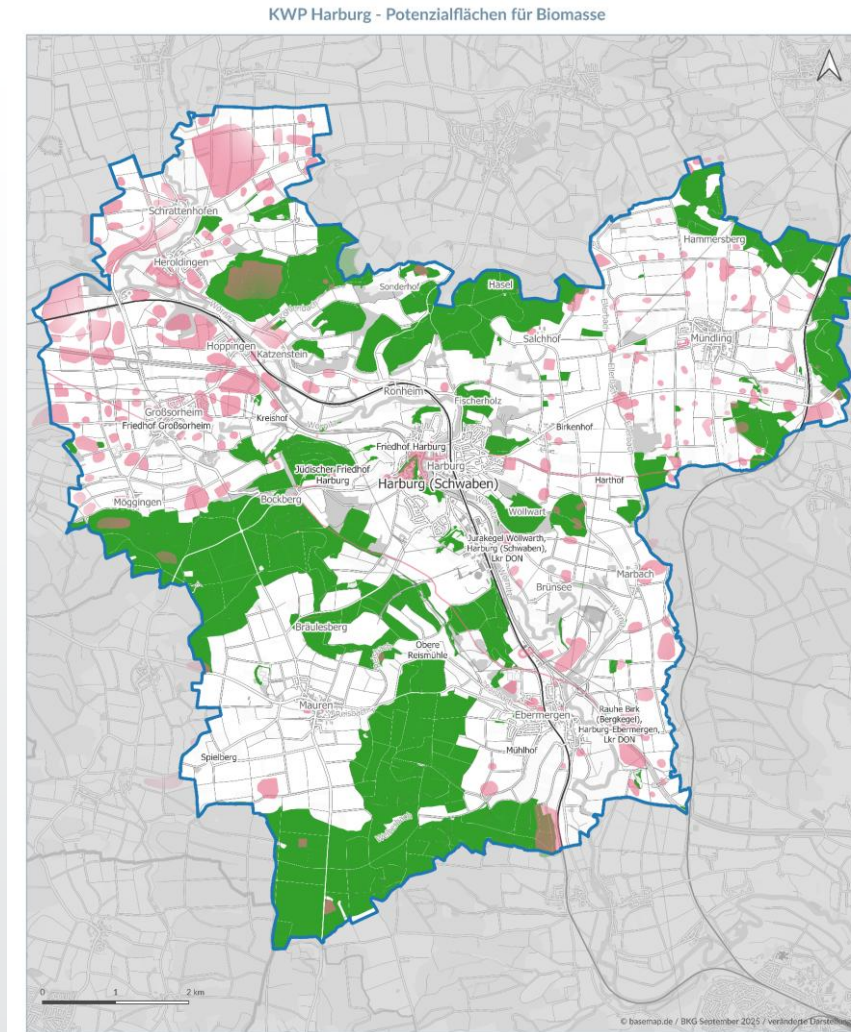 KWP Harburg - Potenzialflächen für Biomasse
Schrattenhofen
Heroldingen
Hammersberg
Sonderhof
Hasel
Salchhof
Mündling
Hoppingen
Katzenstein
Ronheim
Fischerholz
Großsorheim
Friedhof Großsorheim
Kreishof
Wörnitz
Birkenhof
Friedhof Harburg
Harburg
Harburg (Schwaben)
Jüdischer Friedhof
Harburg
Harthof
Möggingen
Bockberg
Wöllwart
Jurakegel Wöllwarth,
Harburg (Schwaben),
Lkr DON
Marbach
Brünsee
Bräulesberg
Obere
Reismühle
Mauren
Ebermergen
Rauhe Birk
(Bergkegel),
Harburg-Ebermergen,
Lkr DON
Mühlhof
Spielberg
0 1 2 km
© basemap.de / BKG September 2025 / veränderte Darstellung